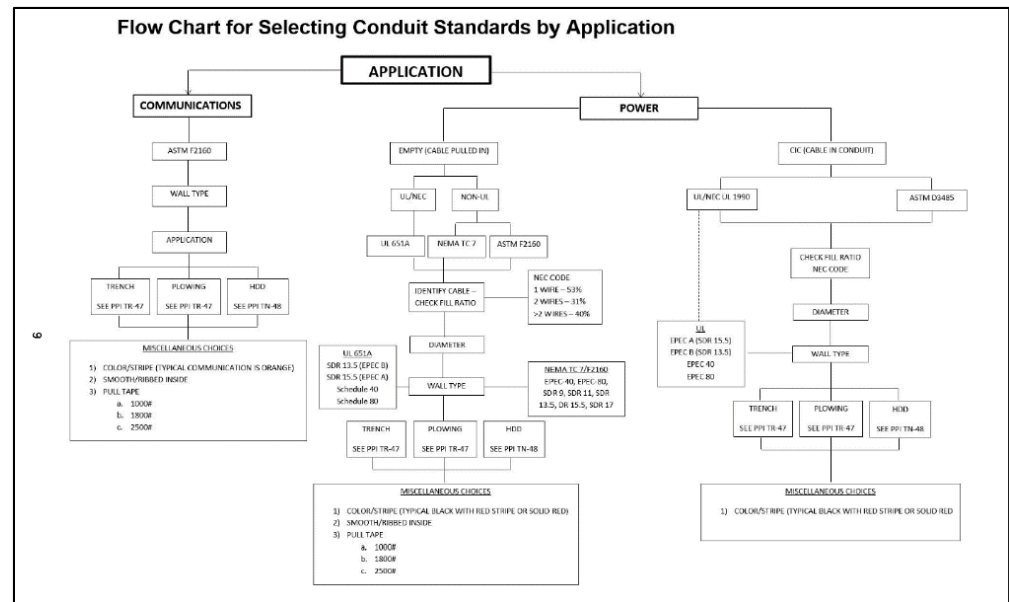 Flow Chart for Selecting Conduit Standards by Application
APPLICATION
COMMUNICATIONS
POWER
ASTM F2160
EMPTY (CABLE PULLED IN)
CIC (CABLE IN CONDUIT)
WALL TYPE
UL/NEC
NON-UL
UL/NEC UL 1990
ASTM D3485
APPLICATION
UL 651A
NEMA TC 7
ASTM F2160
CHECK FILL RATIO
NEC CODE
TRENCH
SEE PPI TR-47
PLOWING
SEE PPI TR-47
HDD
SEE PPI TN-48
IDENTIFY CABLE –
CHECK FILL RATIO
NEC CODE
1 WIRE – 53%
2 WIRES – 31%
>2 WIRES – 40%
DIAMETER
6
MISCELLANEOUS CHOICES
1) COLOR/STRIPE (TYPICAL COMMUNICATION IS ORANGE)
2) SMOOTH/RIBBED INSIDE
3) PULL TAPE
a. 1000#
b. 1800#
c. 2500#
DIAMETER
UL 651A
SDR 13.5 (EPEC B)
SDR 15.5 (EPEC A)
Schedule 40
Schedule 80
WALL TYPE
NEMA TC 7/F2160
EPEC-40, EPEC-80,
SDR 9, SDR 11, SDR
13.5, DR 15.5, SDR 17
UL
EPEC A (SDR 15.5)
EPEC B (SDR 13.5)
EPEC 40
EPEC 80
WALL TYPE
TRENCH
SEE PPI TR-47
PLOWING
SEE PPI TR-47
HDD
SEE PPI TN-48
TRENCH
SEE PPI TR-47
PLOWING
SEE PPI TR-47
HDD
SEE PPI TN-48
MISCELLANEOUS CHOICES
1) COLOR/STRIPE (TYPICAL BLACK WITH RED STRIPE OR SOLID RED)
2) SMOOTH/RIBBED INSIDE
3) PULL TAPE
a. 1000#
b. 1800#
c. 2500#
MISCELLANEOUS CHOICES
1) COLOR/STRIPE (TYPICAL BLACK WITH RED STRIPE OR SOLID RED